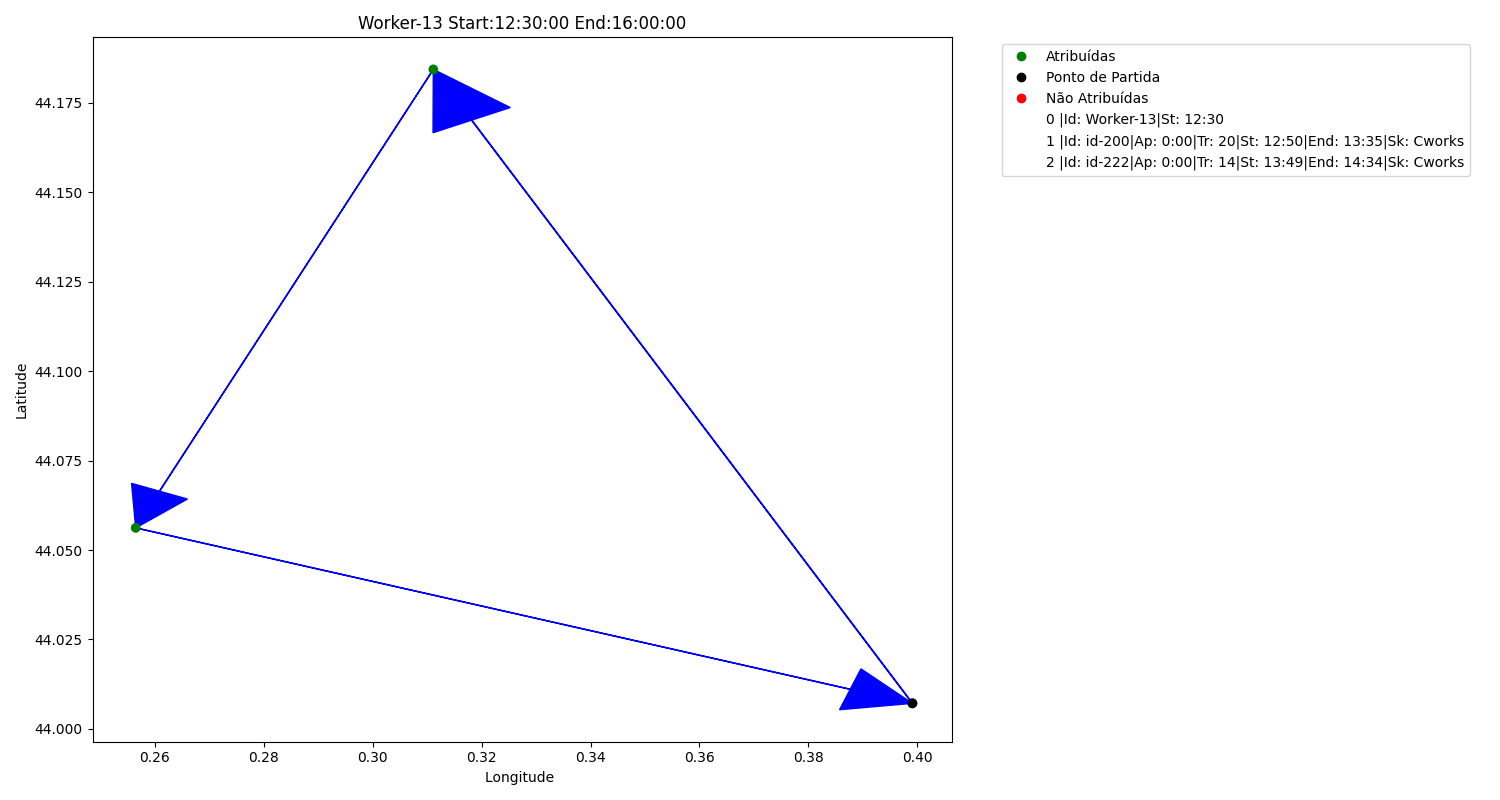 Worker-13 Start:12:30:00 End:16:00:00
Atribuídas
Ponto de Partida
Não Atribuídas
0 |Id: Worker-13|St: 12:30
1 |Id: id-200|Ap: 0:00|Tr: 20|St: 12:50|End: 13:35|Sk: Cworks
2 |Id: id-222|Ap: 0:00|Tr: 14|St: 13:49|End: 14:34|Sk: Cworks
Latitude
44.175
44.150
44.125
44.100
44.075
44.050
44.025
44.000
0.26 0.28 0.30 0.32 0.34 0.36 0.38 0.40
Longitude